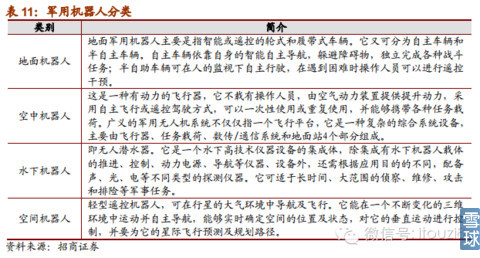 表 11：军用机器人分类
类别 简介
地面军用机器人主要是指智能或遥控的轮式和履带式车辆。它又可分为自主车辆和
地面机器人 半自主车辆。自主车辆依靠自身的智能自主导航，躲避障碍物，独立完成各种战斗
任务；半自助车辆可在人的监视下自主行驶，在遇到困难时操作人员可以进行遥控
干预。
这是一种有动力的飞行器，它不载有操作人员，由空气动力装置提供提升动力，采
用自主飞行或遥控驾驶方式，可以一次性使用或重复使用，并能够携带各种任务载
空中机器人 荷。广义的军用无人机系统不仅仅指一个飞行平台，它是一种复杂的综合系统设备，
主要由飞行器、任务载荷、数传/通信系统和地面站4个部分组成。
即无人潜水器。它是一个水下高技术仪器设备的集成体，除集成有水下机器人载体
的推进、控制、动力电源、导航等仪器、设备外，还需根据应用目的的不同，配备
水下机器人 声、光、电等不同类型的探测仪器。它可适于长时间、大范围的侦察、维修、攻击
和排险等军事任务。
轻型遥控机器人，可在行星的大气环境中导航及飞行。它能在一个不断变化的三维
空间机器人 环境中运动并自主导航，能够实时确定空间的位置及状态，对它的垂直运动进行控
制，并要为它的星际飞行预测及规划路径。
资料来源：招商证券
微信号：itouzi
雪球